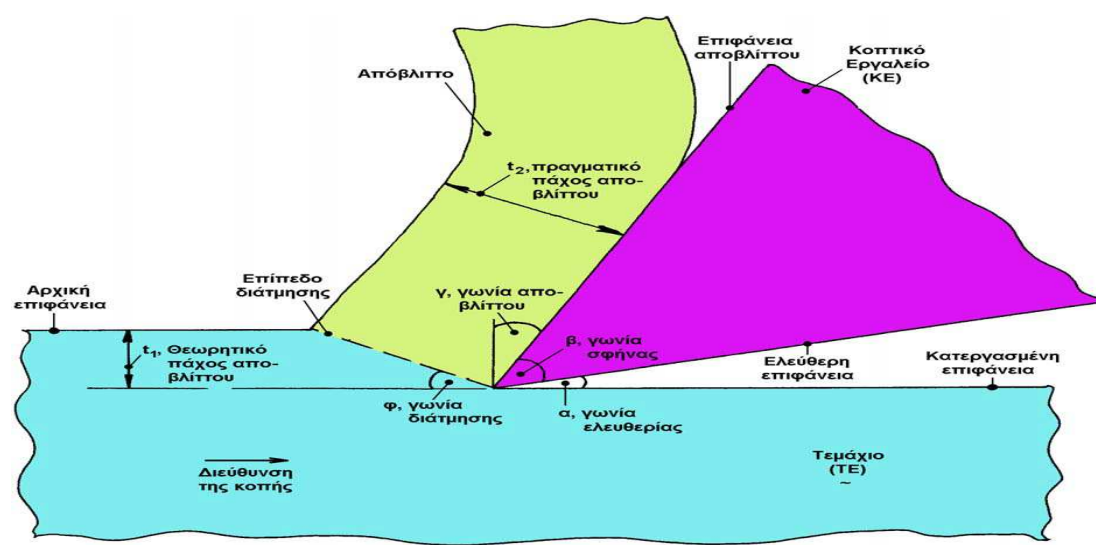 Επιφάνεια
αποβλίττου
Κοπτικό
Εργαλείο
(ΚΕ)
Απόβλιττο
t2,πραγματικό
πάχος απο-
βλίττου
Αρχική
επιφάνεια
Επίπεδο
διάτμησης
γ, γωνία απο-
βλίττου
t1, Θεωρητικό
πάχος απο-
βλίττου
β, γωνία
σφήνας
Ελεύθερη
επιφάνεια
Κατεργασμένη
επιφάνεια
φ, γωνία
διάτμησης
α, γωνία
ελευθερίας
Διεύθυνση
της κοπής
Τεμάχιο
(ΤΕ)
~